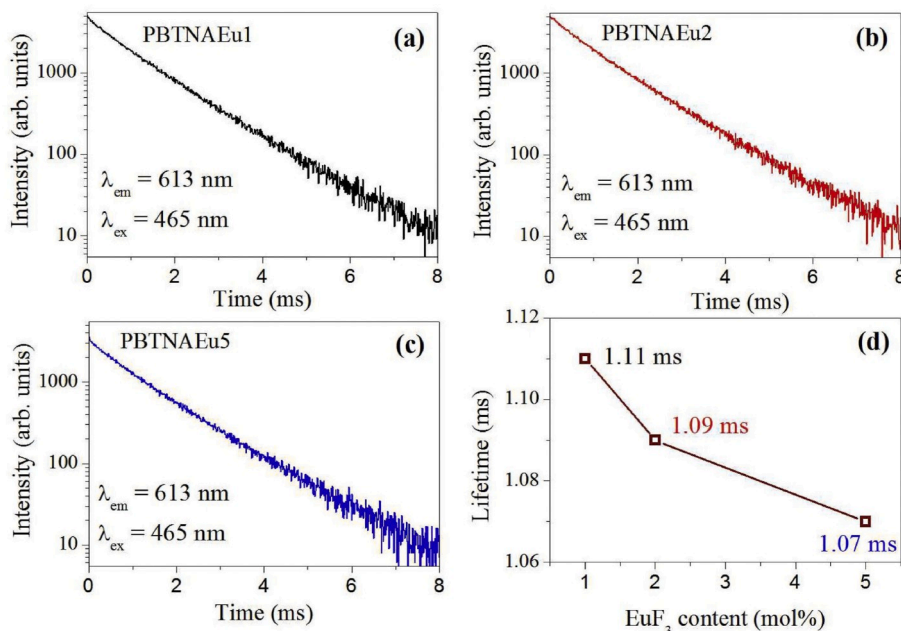 PBTNAEu1
(a)
Intensity (arb. units)
1000
100
10
λem = 613 nm
λex = 465 nm
0 2 4 6 8
Time (ms)
PBTNAEu2
(b)
Intensity (arb. units)
1000
100
10
λem = 613 nm
λex = 465 nm
0 2 4 6 8
Time (ms)
PBTNAEu5
(c)
Intensity (arb. units)
1000
100
10
λem = 613 nm
λex = 465 nm
0 2 4 6 8
Time (ms)
(d)
Lifetime (ms)
1.12
1.10
1.08
1.06
1.11 ms
1.09 ms
1.07 ms
1 2 3 4 5
EuF3 content (mol%)